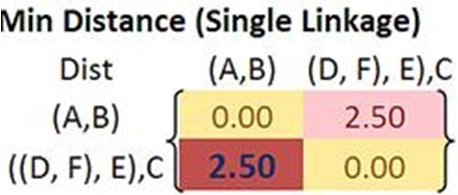 Min Distance (Single Linkage)
Dist (A,B) (D, F), E),C
(A,B) 0.00 2.50
((D, F), E),C 2.50 0.00